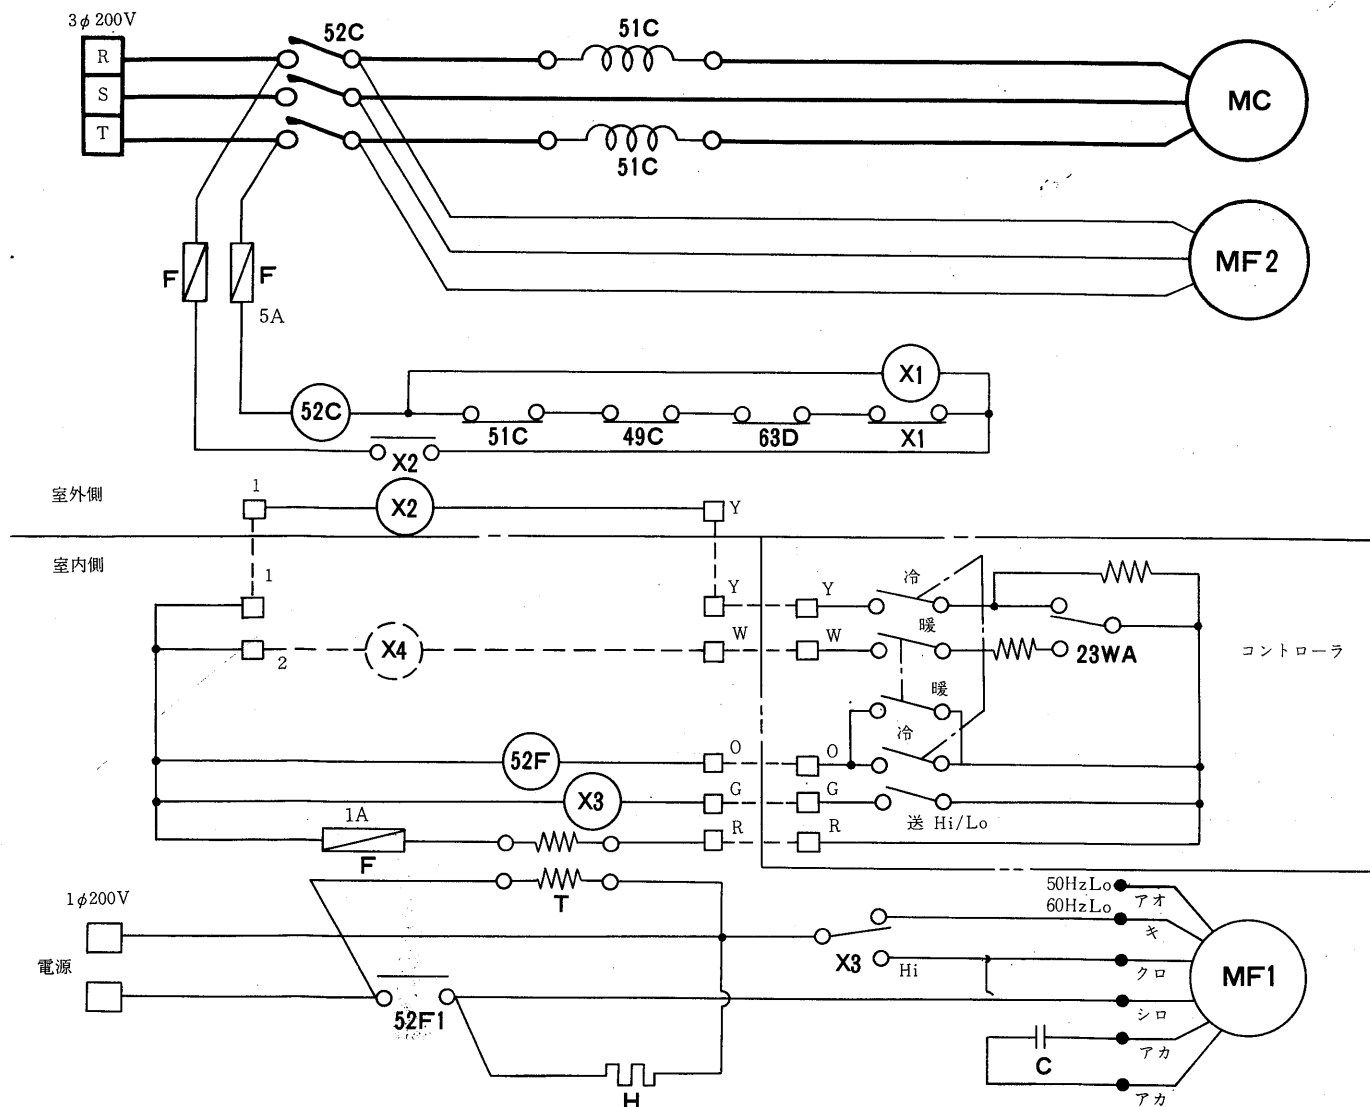 3φ200V
R
S
T
52C
51C
51C
MC
MF2
F
F
5A
52C
X1
51C
49C
63D
X1
X2
室外側
1
X2
Y
室内側
1
Y
Y
冷
2
X4
W
W
暖
23WA
コントローラ
暖
冷
52F
O
O
X3
G
G
送 Hi/Lo
1A
F
R
R
T
1φ200V
電源
52F1
H
X3
Hi
50HzLo
60HzLo
アオ
キ
クロ
シロ
アカ
アカ
C
MF1